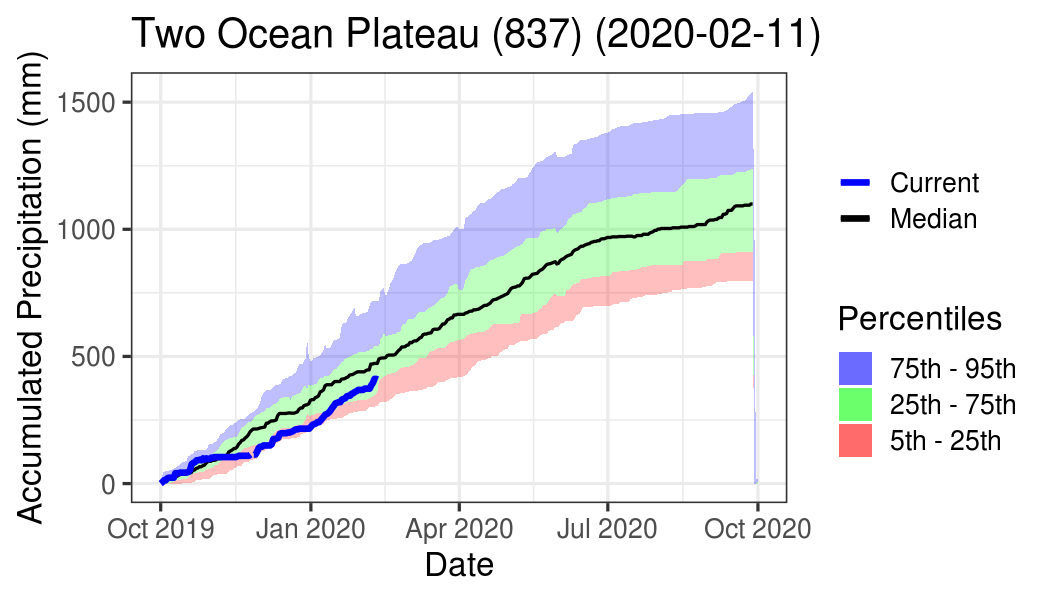 Two Ocean Plateau (837) (2020-02-11)
Accumulated Precipitation (mm)
1500
1000
500
0
Oct 2019
Jan 2020
Apr 2020
Jul 2020
Oct 2020
Date
Current
Median
Percentiles
75th - 95th
25th - 75th
5th - 25th